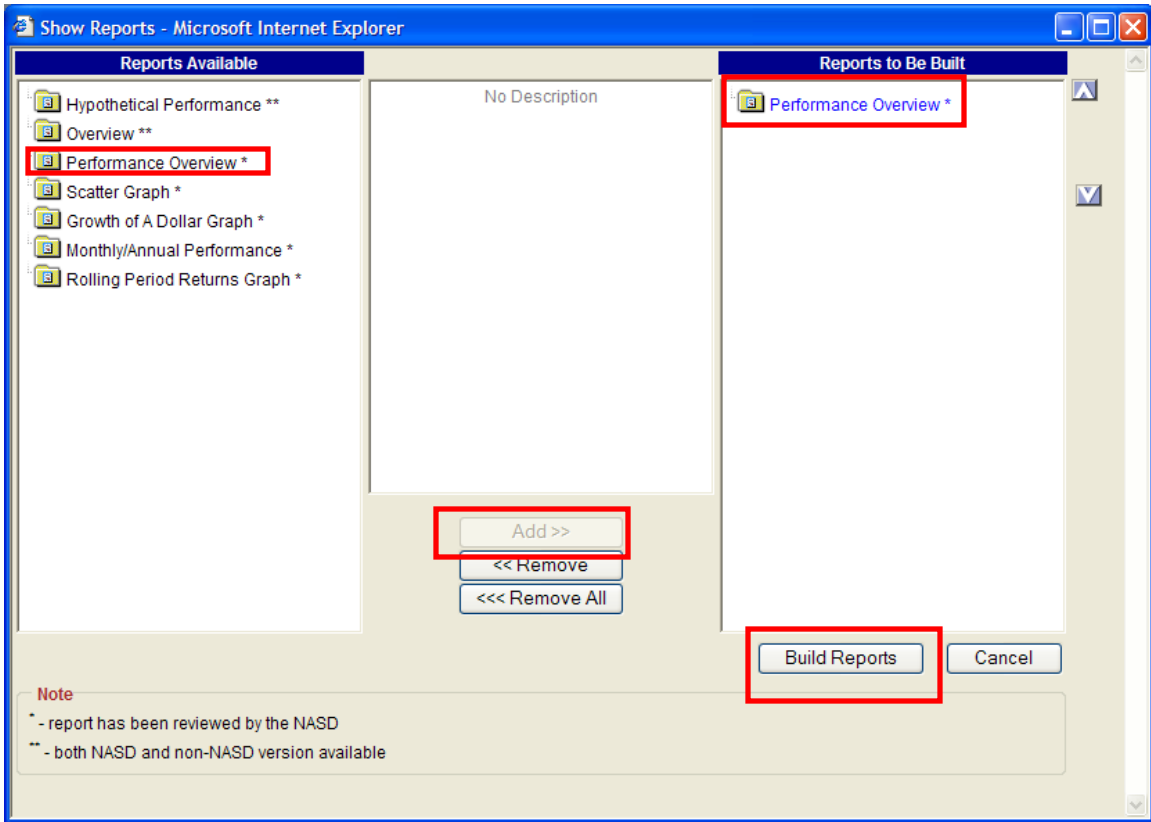 Show Reports - Microsoft Internet Explorer
Reports Available
Hypothetical Performance **
Overview **
Performance Overview *
Scatter Graph *
Growth of A Dollar Graph *
Monthly/Annual Performance *
Rolling Period Returns Graph *
No Description
Add >>
<< Remove
<<< Remove All
Reports to Be Built
Performance Overview *
Build Reports
Cancel
Note
* - report has been reviewed by the NASD
** - both NASD and non-NASD version available